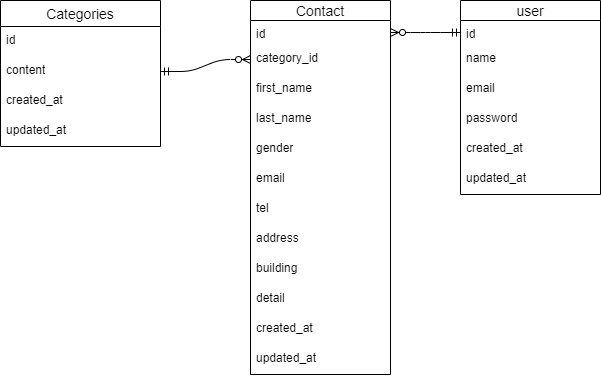 Categories
id
content
created_at
updated_at
Contact
id
category_id
first_name
last_name
gender
email
tel
address
building
detail
created_at
updated_at
user
id
name
email
password
created_at
updated_at